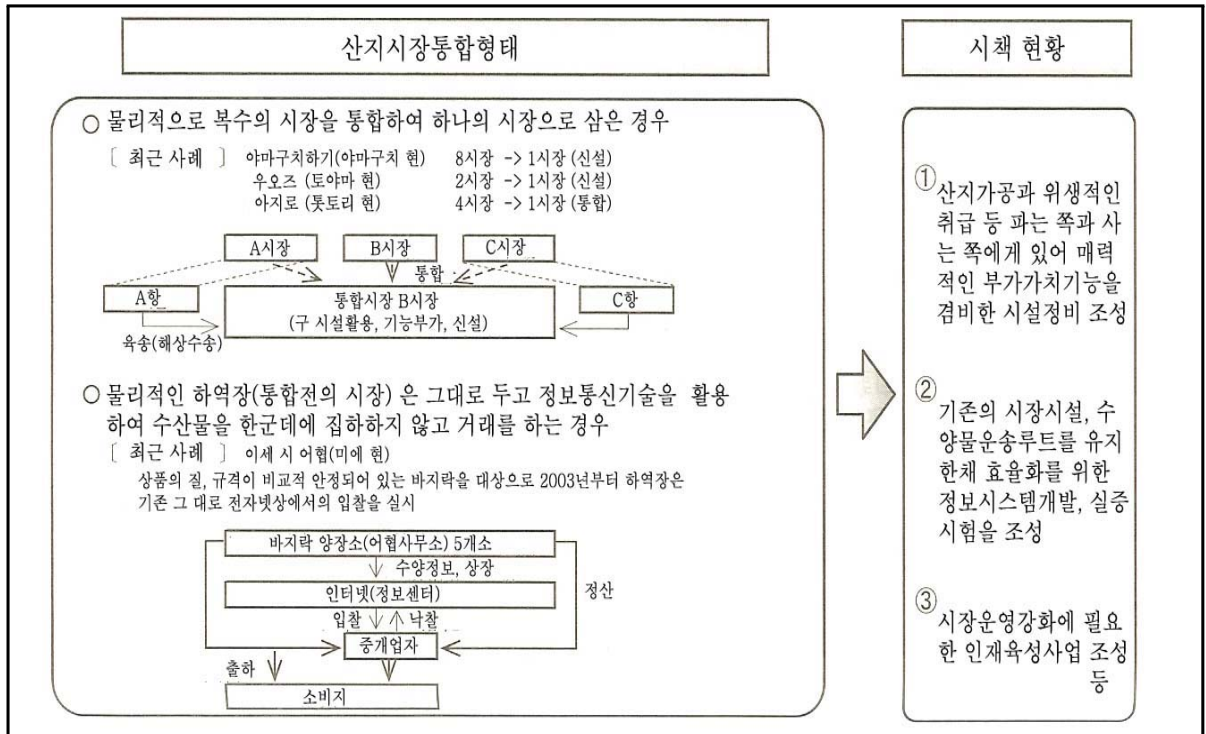 산지시장통합형태
시책 현황
○ 물리적으로 복수의 시장을 통합하여 하나의 시장으로 삼은 경우
[ 최근 사례 ] 야마구치하기(야마구치 현) 8시장 -> 1시장 (신설)
우오즈 (토야마 현) 2시장 -> 1시장 (신설)
아지로 (돗토리 현) 4시장 -> 1시장 (통합)
A시장 B시장 C시장
통합
A항 C항
통합시장 B시장
(구 시설활용, 기능부가, 신설)
육송(해상수송)
○ 물리적인 하역장(통합전의 시장) 은 그대로 두고 정보통신기술을 활용
하여 수산물을 한군데에 집하하지 않고 거래를 하는 경우
[ 최근 사례 ] 이세 시 어협(미에 현)
상품의 질, 규격이 비교적 안정되어 있는 바지락을 대상으로 2003년부터 하역장은
기존 그 대로 전자넷상에서의 입찰을 실시
바지락 양장소(어협사무소) 5개소
수양정보, 상장
정산
인터넷(정보센터)
입찰 낙찰
중개업자
출하
소비지
① 산지가공과 위생적인
취급 등 파는 쪽과 사
는 쪽에게 있어 매력
적인 부가가치기능을
겸비한 시설정비 조성
② 기존의 시장시설, 수
양물운송루트를 유지
한채 효율화를 위한
정보시스템개발, 실증
시험을 조성
③ 시장운영강화에 필요
한 인재육성사업 조성
등